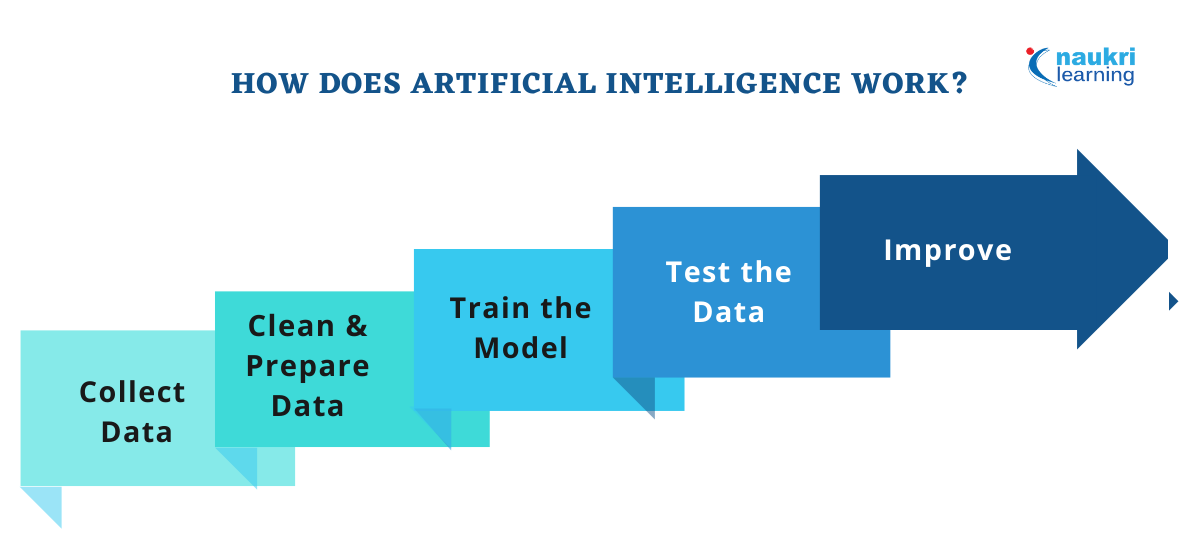 HOW DOES ARTIFICIAL INTELLIGENCE WORK?
naukri
learning
Collect
Data
Clean &
Prepare
Data
Train the
Model
Test the
Data
Improve